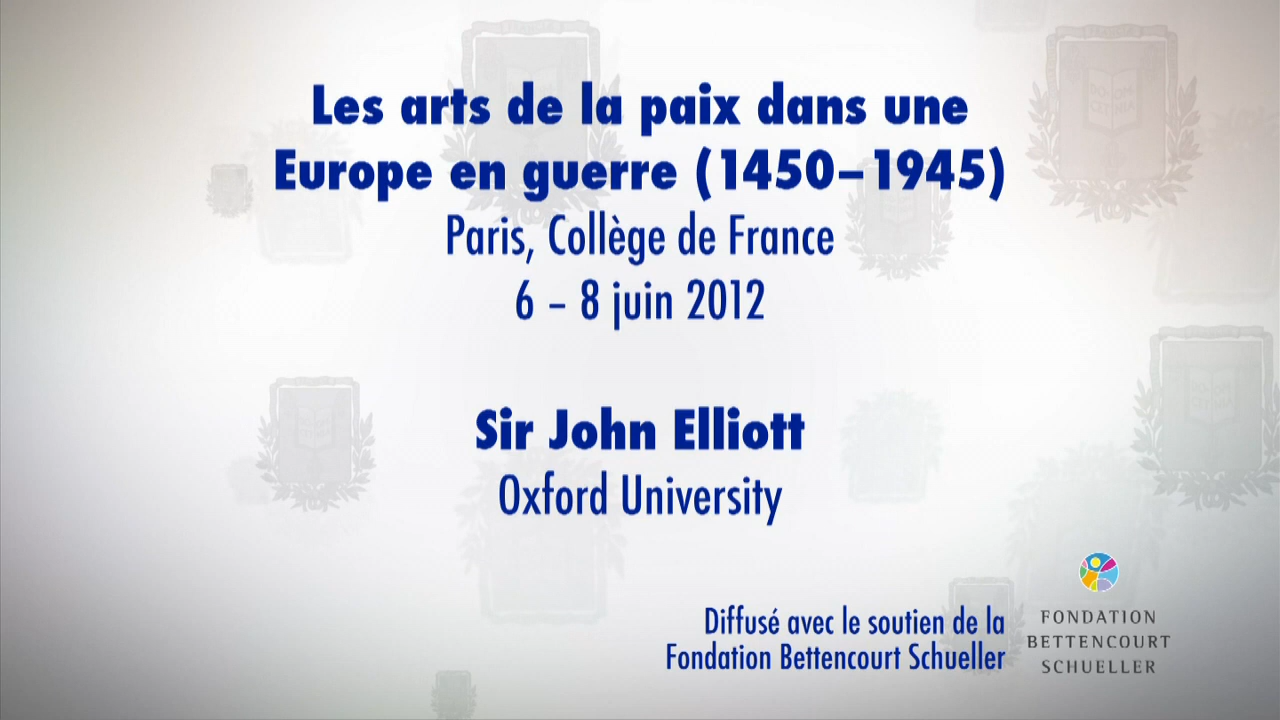 Les arts de la paix dans une
Europe en guerre (1450–1945)
Paris, Collège de France
6 – 8 juin 2012
Sir John Elliott
Oxford University
Diffusé avec le soutien de la
Fondation Bettencourt Schueller
FONDATION
BETTENCOURT
SCHUELLER